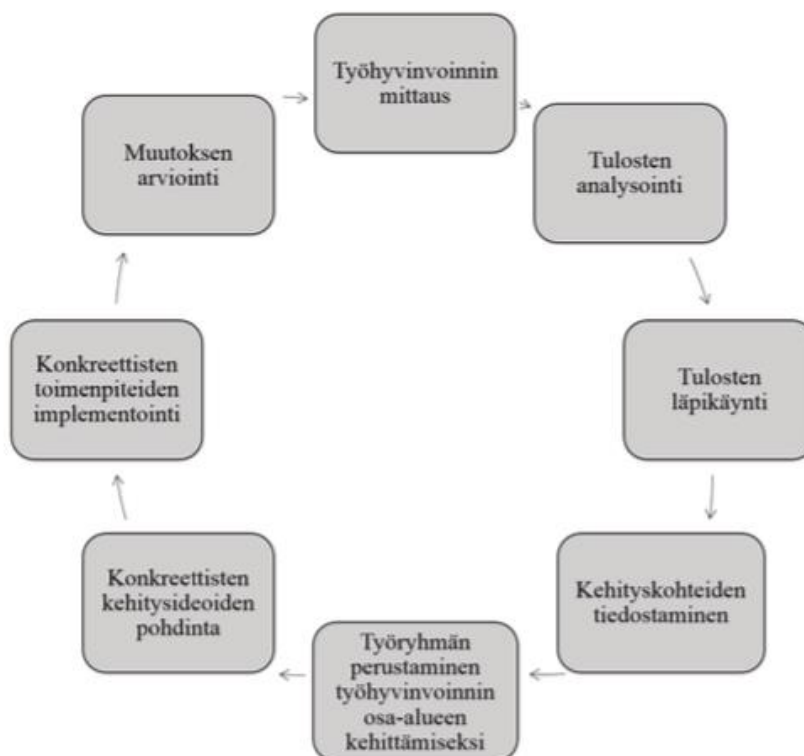 Työhyvinvoinnin
mittaus
Tulosten
analysointi
Tulosten
läpikäynti
Kehityskohteiden
tiedostaminen
Työryhmän
perustaminen
työhyvinvoinnin
osa-alueen
kehittämiseksi
Konkreettisten
kehitysideoiden
pohdinta
Konkreettisten
toimenpiteiden
implementointi
Muutoksen
arviointi